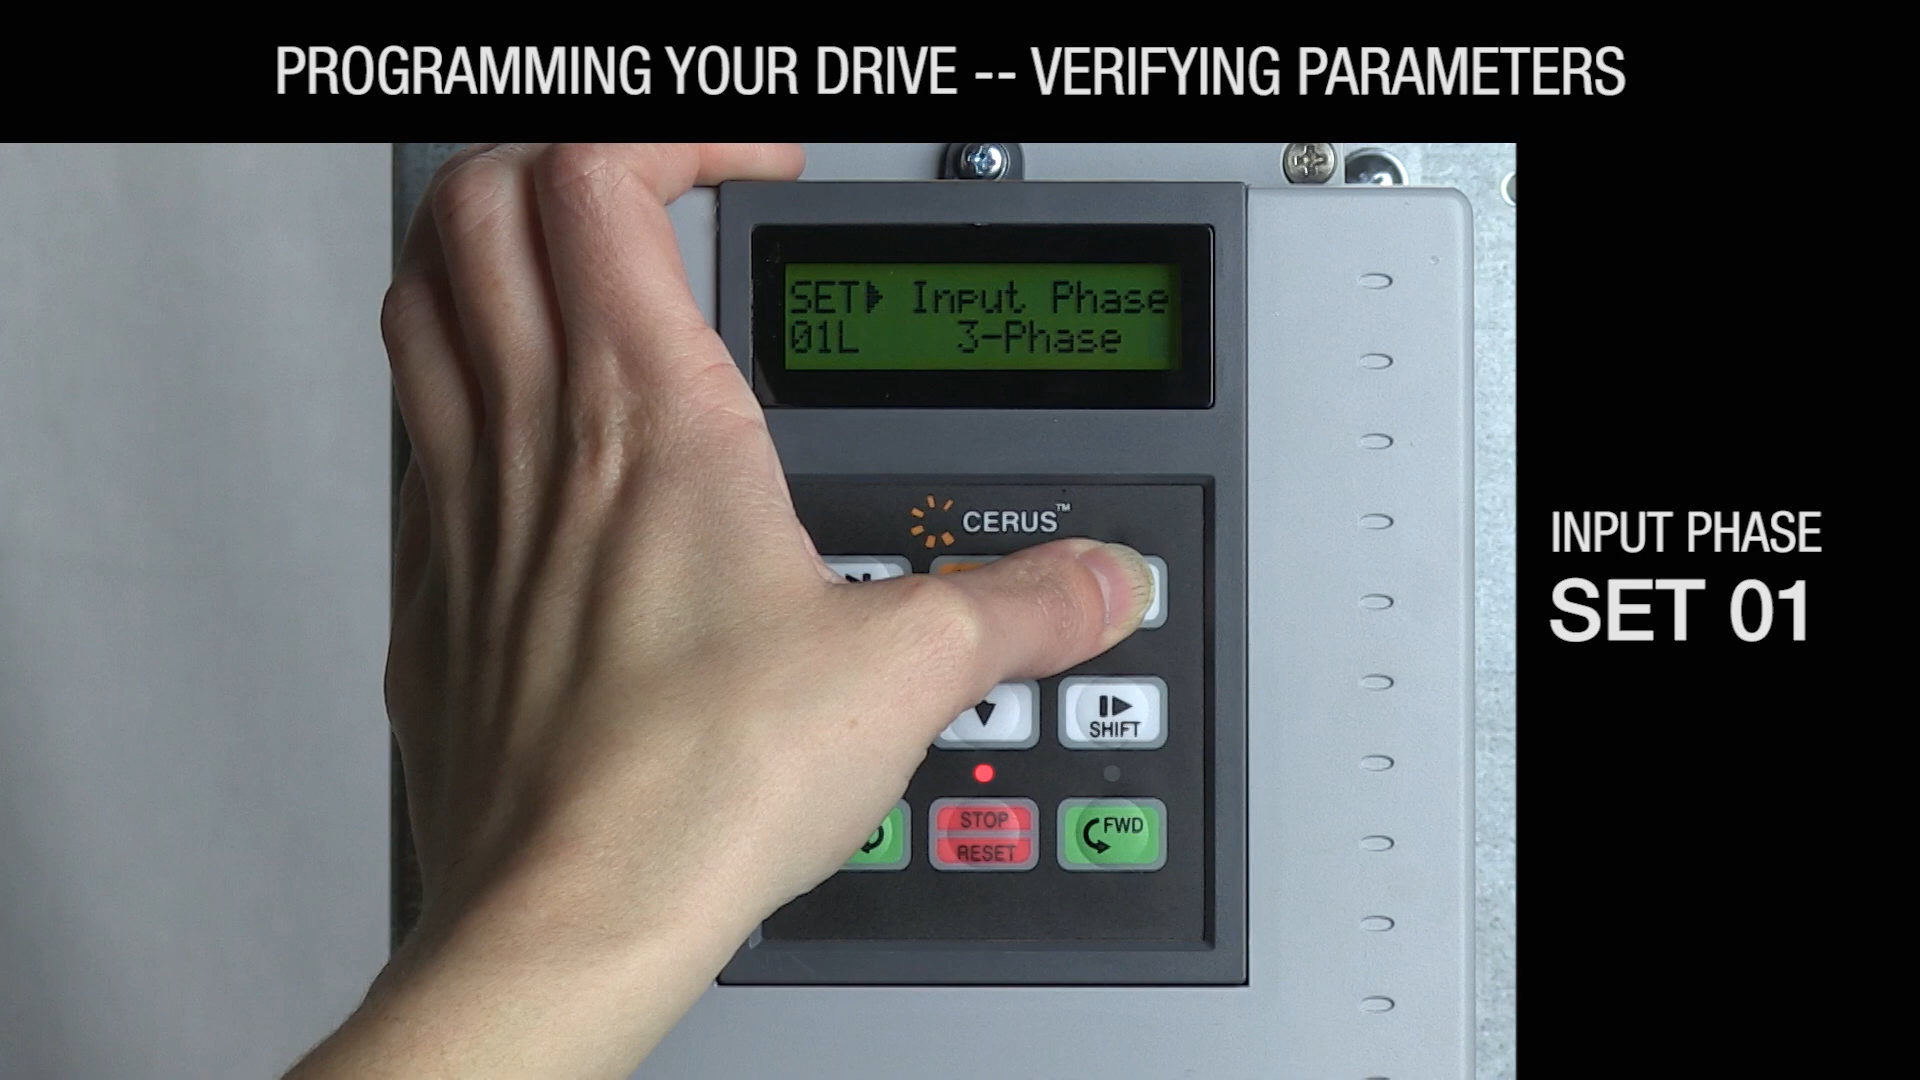 PROGRAMMING YOUR DRIVE -- VERIFYING PARAMETERS
SET Input Phase
01L 3-Phase
CERUS™
INPUT PHASE
SET 01
SHIFT
STOP
RESET
FWD